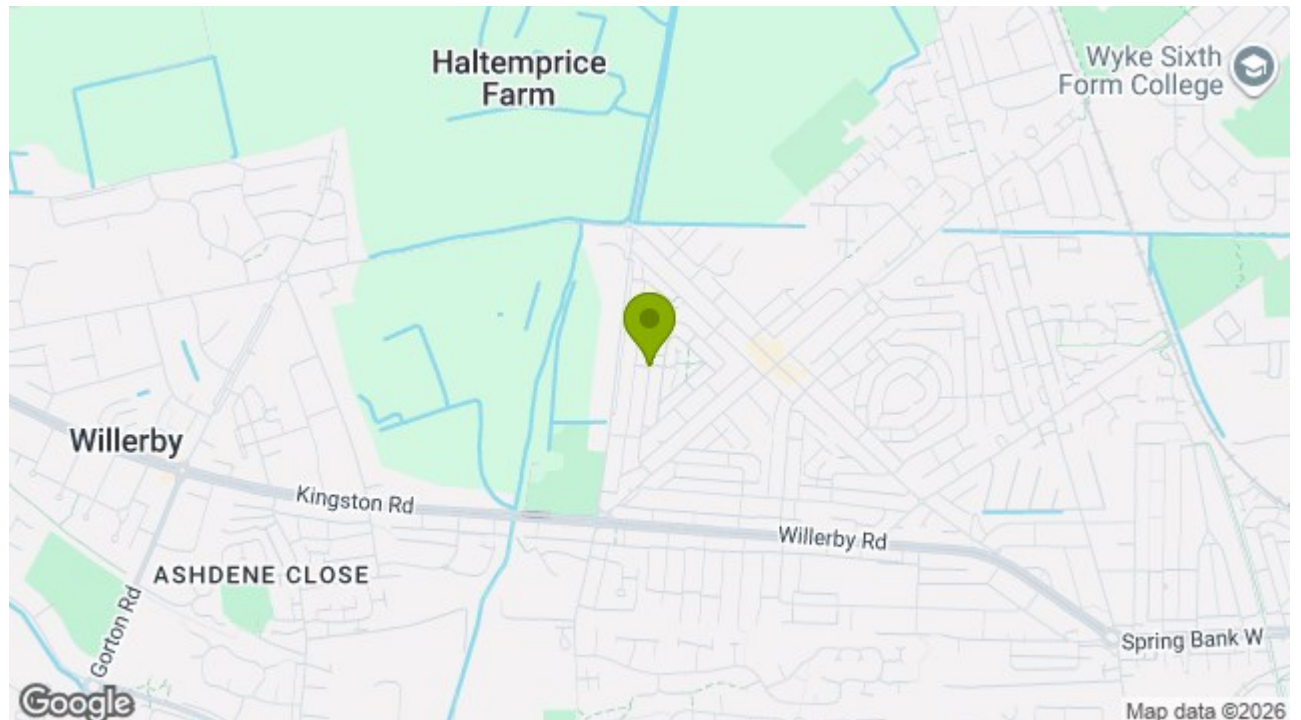 Haltemprice
Farm
Wyke Sixth
Form College
Willerby
Kingston Rd
Willerby Rd
ASHDENE CLOSE
Gorton Rd
Spring Bank W
Google
Map data ©2026